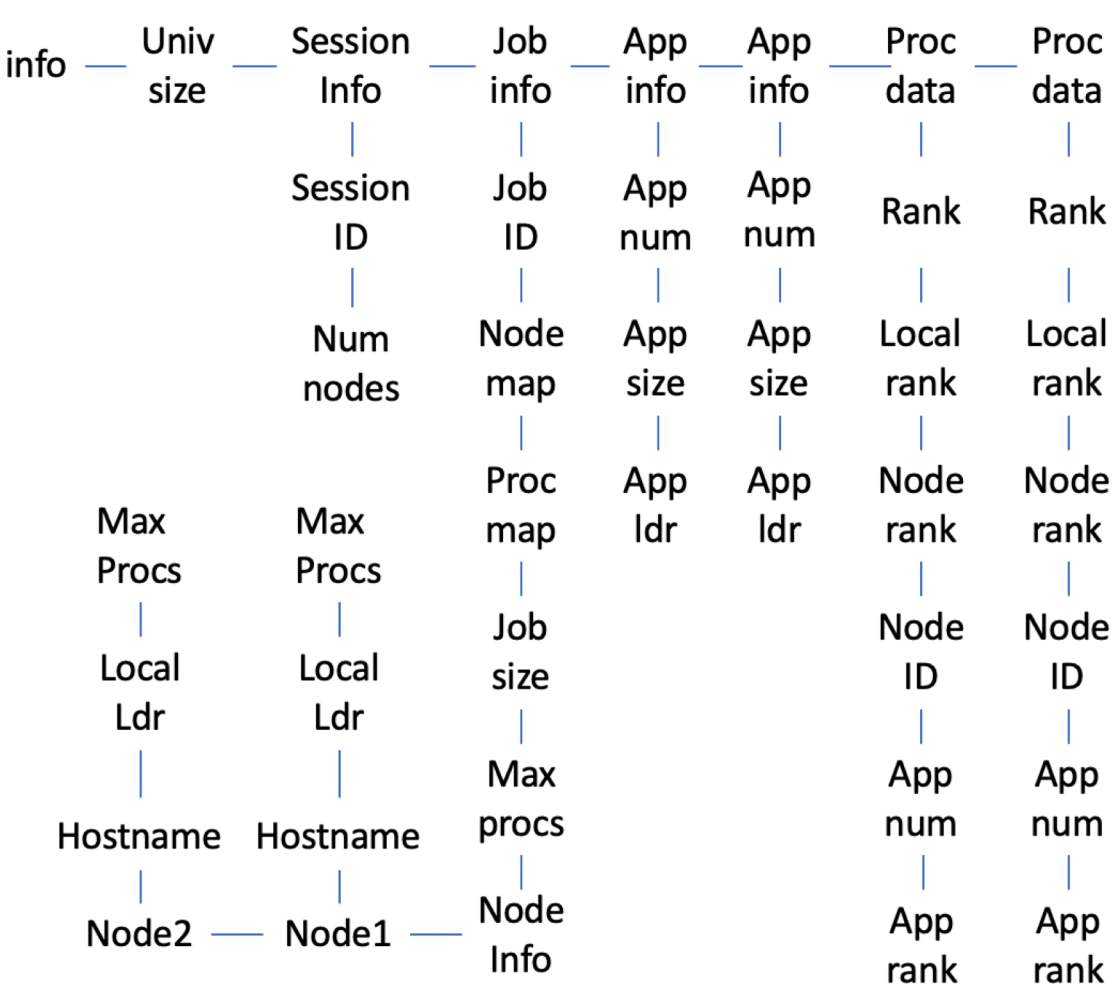 info
Univ
size
Session
Info
Job
info
App
info
App
info
Proc
data
Proc
data
Session
ID
Job
ID
App
num
App
num
Rank
Rank
Num
nodes
Node
map
App
size
App
size
Local
rank
Local
rank
Proc
map
App
ldr
App
ldr
Node
rank
Node
rank
Max
Procs
Max
Procs
Job
size
Node
ID
Node
ID
Local
Ldr
Local
Ldr
Max
procs
App
num
App
num
Hostname
Hostname
Node2
Node1
Node
Info
App
rank
App
rank